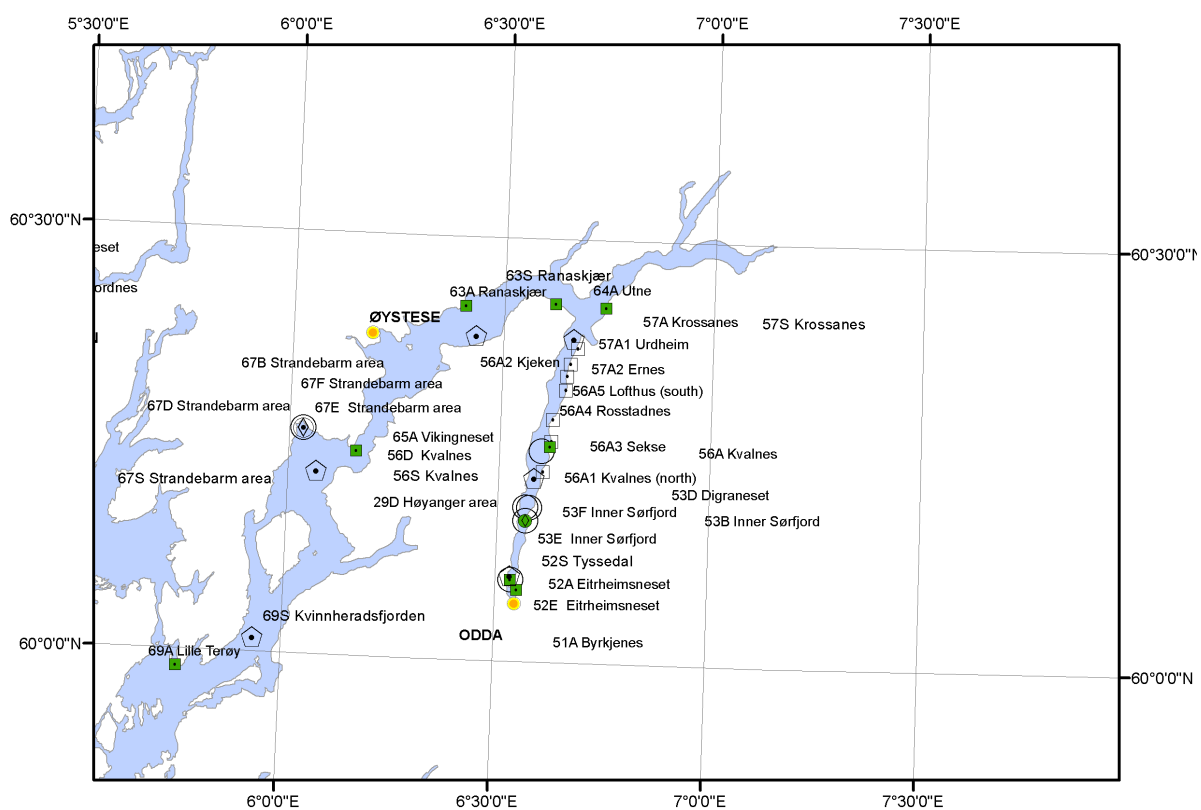 5°30'0"E 6°0'0"E 6°30'0"E 7°0'0"E 7°30'0"E
60°30'0"N
eset
60°30'0"N
63S Ranaskjær
ordnes
63A Ranaskjær
64A Utne
ØYSTESE
57A Krossanes
57S Krossanes
57A1 Urdheim
67B Strandebarm area
56A2 Kjeken
57A2 Ernes
67F Strandebarm area
56A5 Lofthus (south)
67D Strandebarm area
67E Strandebarm area
56A4 Rosstadnes
65A Vikingneset
56A3 Sekse
56D Kvalnes
56A Kvalnes
67S Strandebarm area
56S Kvalnes
56A1 Kvalnes (north)
29D Høyanger area
53D Digraneset
53F Inner Sørfjord
53B Inner Sørfjord
53E Inner Sørfjord
52S Tyssedal
52A Eitrheimsneset
52E Eitrheimsneset
69S Kvinnheradsfjorden
ODDA
51A Byrkjenes
60°0'0"N
69A Lille Terøy
60°0'0"N
6°0'0"E 6°30'0"E 7°0'0"E 7°30'0"E